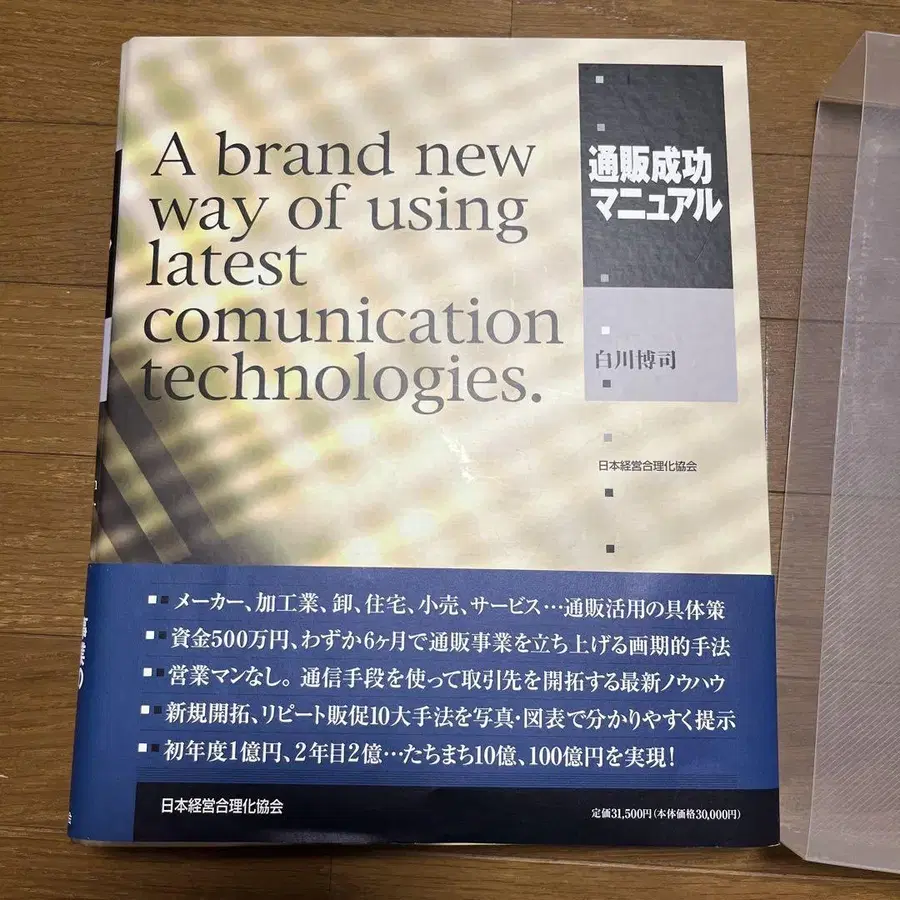 A brand new
way of using
latest
comunication
technologies.
通販成功
マニュアル
白川博司
日本経営合理化協会
メーカー、加工業、卸、住宅、小売、サービス…通販活用の具体策
資金500万円、わずか6ヶ月で通販事業を立ち上げる画期的手法
営業マンなし。通信手段を使って取引先を開拓する最新ノウハウ
新規開拓、リピート販促10大手法を写真・図表で分かりやすく提示
初年度1億円、2年目2億…たちまち10億、100億円を実現!
日本経営合理化協会
定価31,500円(本体価格30,000円)